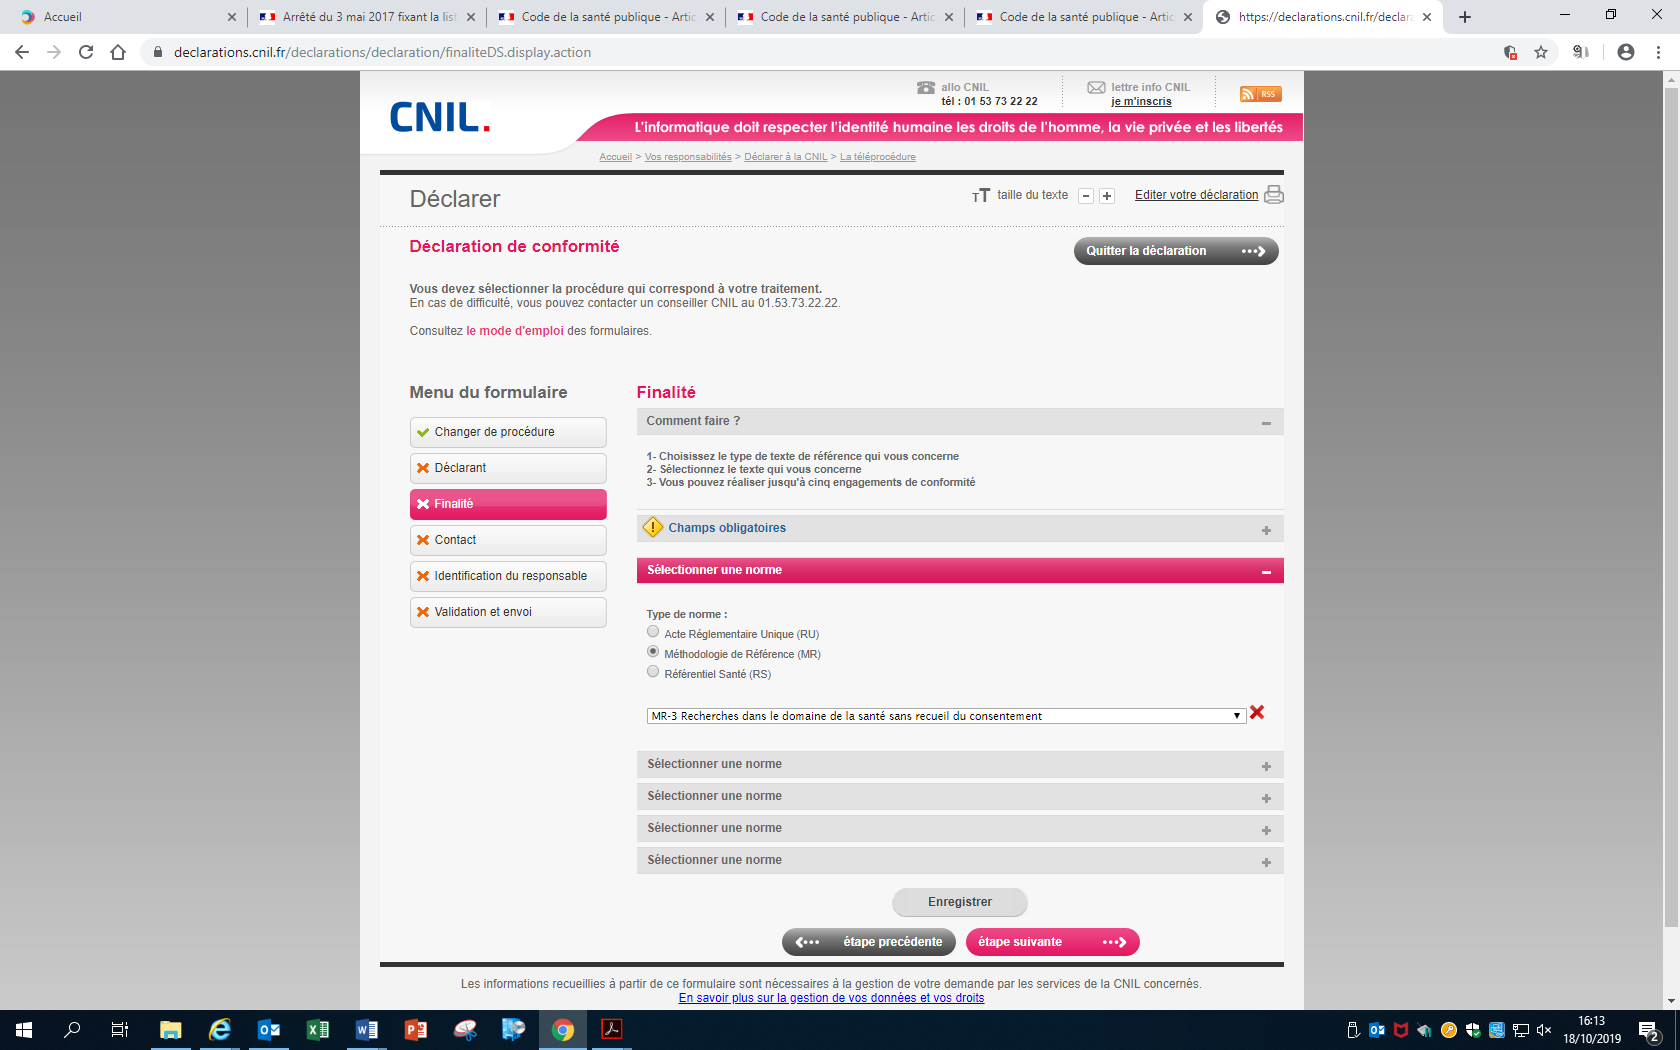 Accueil
Arrêté du 3 mai 2017 fixant la list
Code de la santé publique - Artic
Code de la santé publique - Artic
Code de la santé publique - Artic
https://declarations.cnil.fr/declara
declarations.cnil.fr/declarations/declaration/finaliteDS.display.action
CNIL.
allo CNIL
tél : 01 53 73 22 22
lettre info CNIL
je m'inscris
RSS
L'informatique doit respecter l'identité humaine les droits de l'homme, la vie privée et les libertés
Accueil > Vos responsabilités > Déclarer à la CNIL > La téléprocédure
Déclarer
TT taille du texte - +
Editer votre déclaration
Déclaration de conformité
Quitter la déclaration
Vous devez sélectionner la procédure qui correspond à votre traitement.
En cas de difficulté, vous pouvez contacter un conseiller CNIL au 01.53.73.22.22.
Consultez le mode d'emploi des formulaires.
Menu du formulaire
Changer de procédure
Déclarant
Finalité
Contact
Identification du responsable
Validation et envoi
Finalité
Comment faire ?
1- Choisissez le type de texte de référence qui vous concerne
2- Sélectionnez le texte qui vous concerne
3- Vous pouvez réaliser jusqu'à cinq engagements de conformité
Champs obligatoires
Sélectionner une norme
Type de norme :
Acte Réglementaire Unique (RU)
Méthodologie de Référence (MR)
Référentiel Santé (RS)
MR-3 Recherches dans le domaine de la santé sans recueil du consentement
Sélectionner une norme
Sélectionner une norme
Sélectionner une norme
Sélectionner une norme
Enregistrer
étape precédente
étape suivante
Les informations recueillies à partir de ce formulaire sont nécessaires à la gestion de votre demande par les services de la CNIL concernés.
En savoir plus sur la gestion de vos données et vos droits
16:13
18/10/2019
2